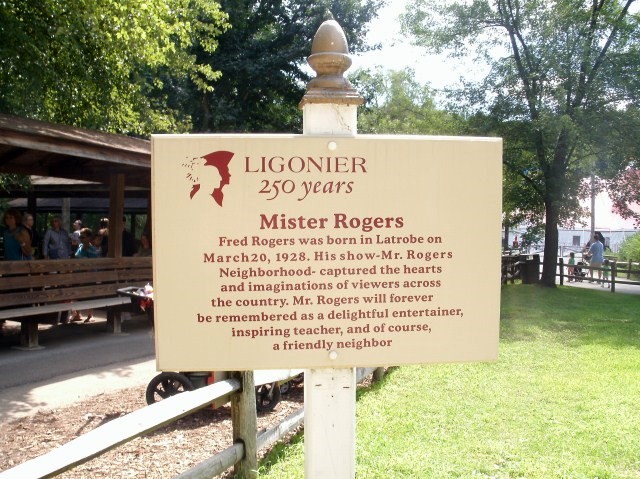 LIGONIER
250 years
Mister Rogers
Fred Rogers was born in Latrobe on
March20, 1928. His show-Mr. Rogers
Neighborhood- captured the hearts
and imaginations of viewers across
the country. Mr. Rogers will forever
be remembered as a delightful entertainer,
inspiring teacher, and of course,
a friendly neighbor